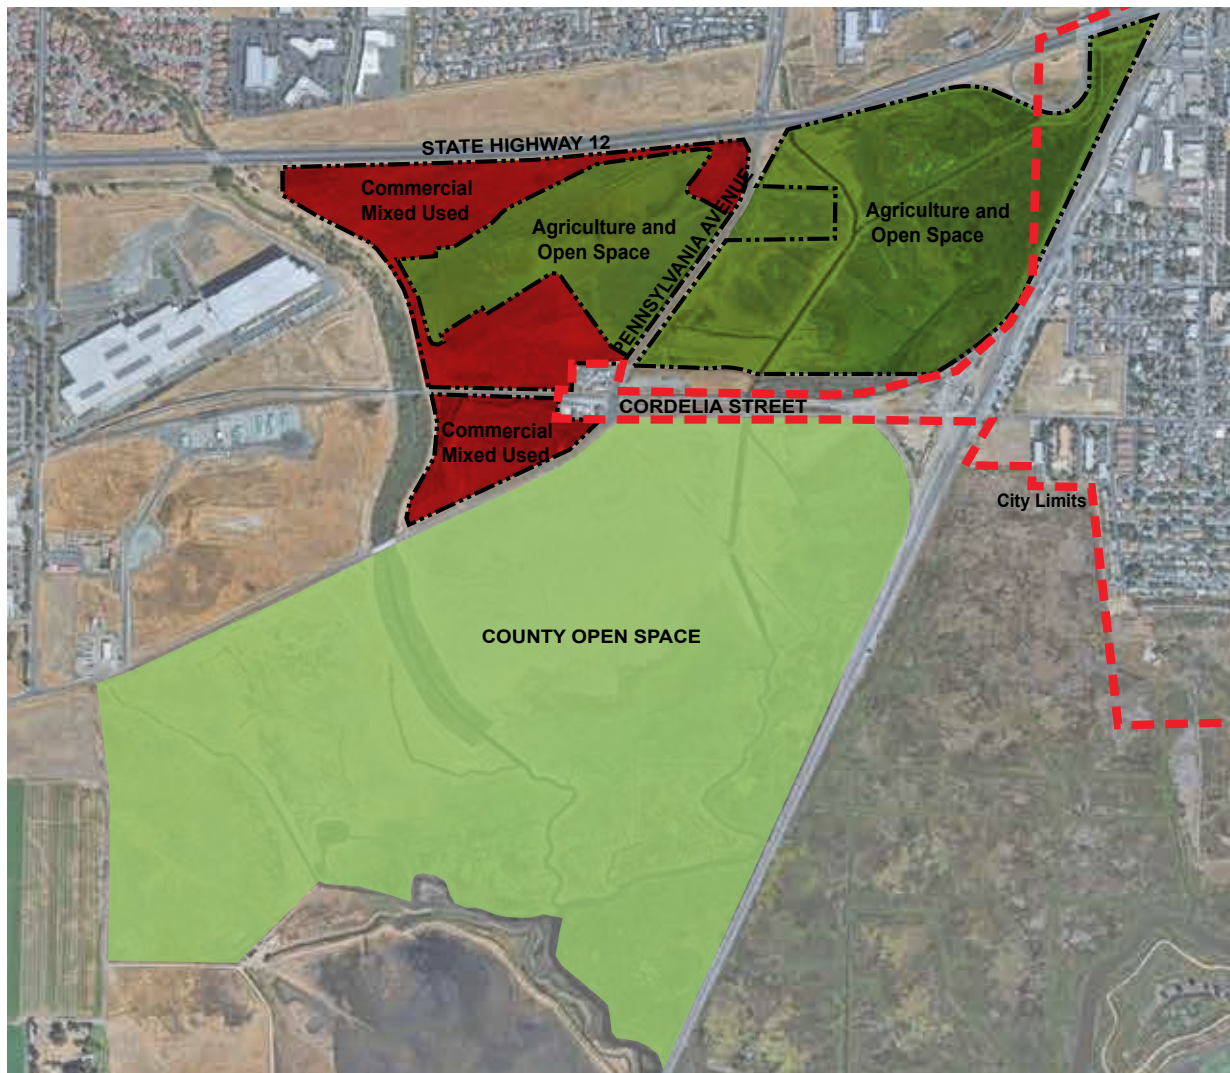 STATE HIGHWAY 12
Commercial
Mixed Used
Agriculture and
Open Space
PENNSYLVANIA AVENUE
Agriculture and
Open Space
CORDELIA STREET
Commercial
Mixed Used
City Limits
COUNTY OPEN SPACE